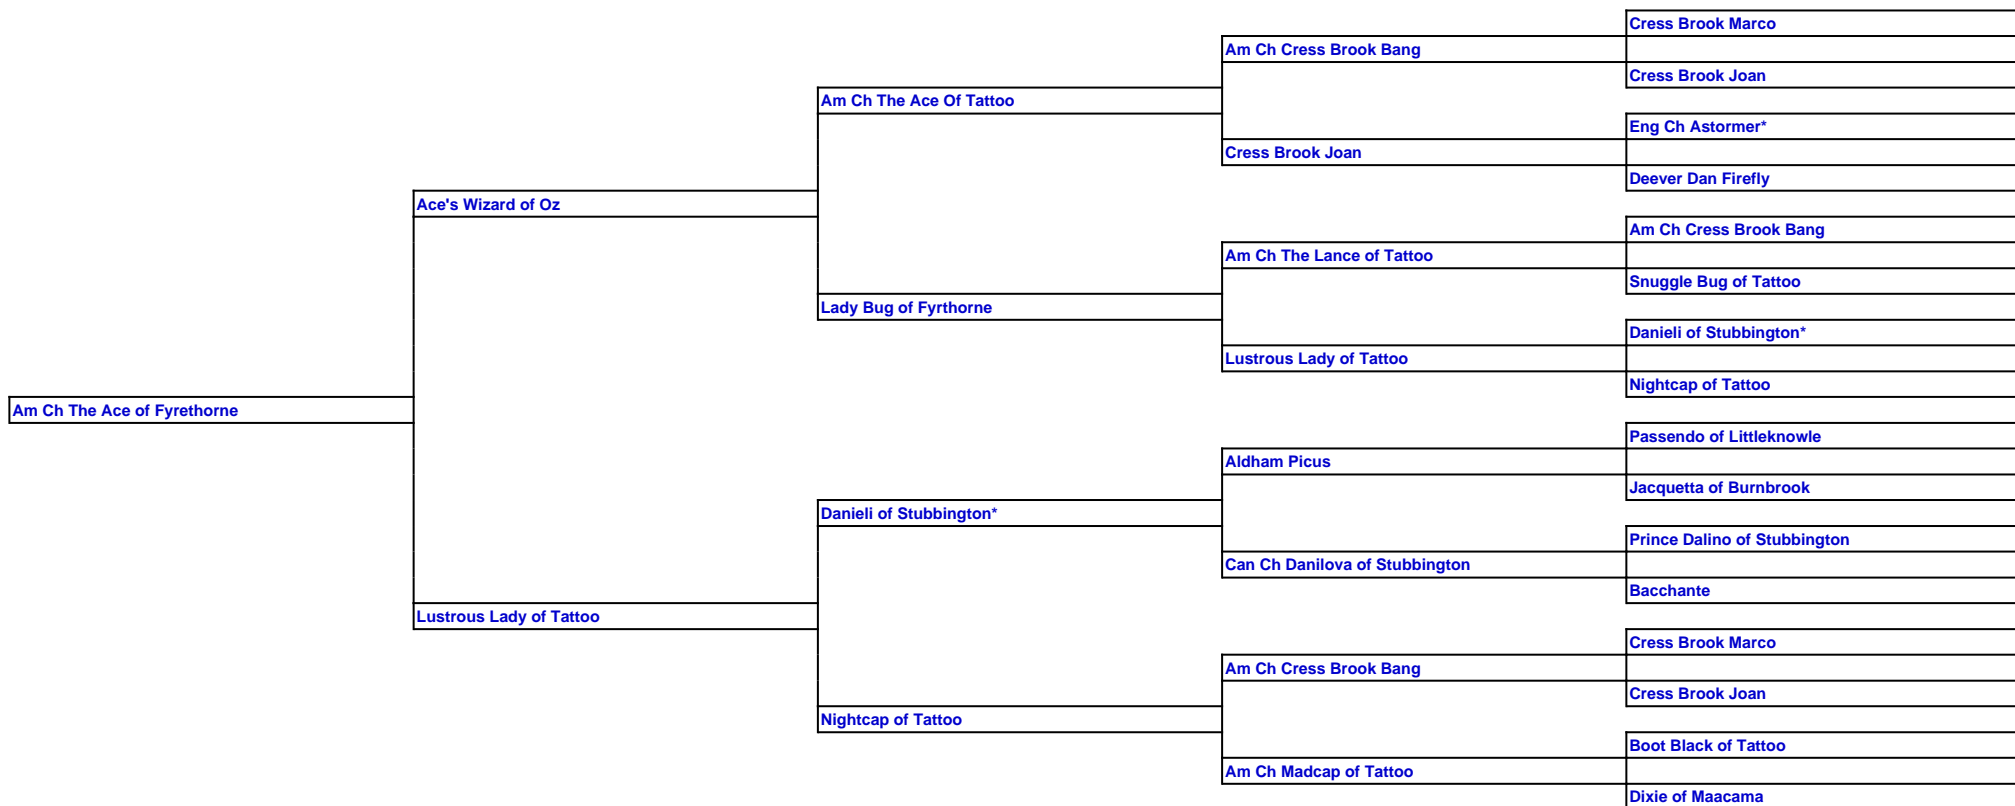 Cress Brook Marco
Am Ch Cress Brook Bang
Cress Brook Joan
Am Ch The Ace Of Tattoo
Eng Ch Astormer*
Cress Brook Joan
Deever Dan Firefly
Ace's Wizard of Oz
Am Ch Cress Brook Bang
Am Ch The Lance of Tattoo
Snuggle Bug of Tattoo
Lady Bug of Fyrthorne
Danieli of Stubbington*
Lustrous Lady of Tattoo
Nightcap of Tattoo
Am Ch The Ace of Fyrethorne
Passendo of Littleknowle
Aldham Picus
Jacquetta of Burnbrook
Danieli of Stubbington*
Prince Dalino of Stubbington
Can Ch Danilova of Stubbington
Bacchante
Lustrous Lady of Tattoo
Cress Brook Marco
Am Ch Cress Brook Bang
Cress Brook Joan
Nightcap of Tattoo
Boot Black of Tattoo
Am Ch Madcap of Tattoo
Dixie of Maacama